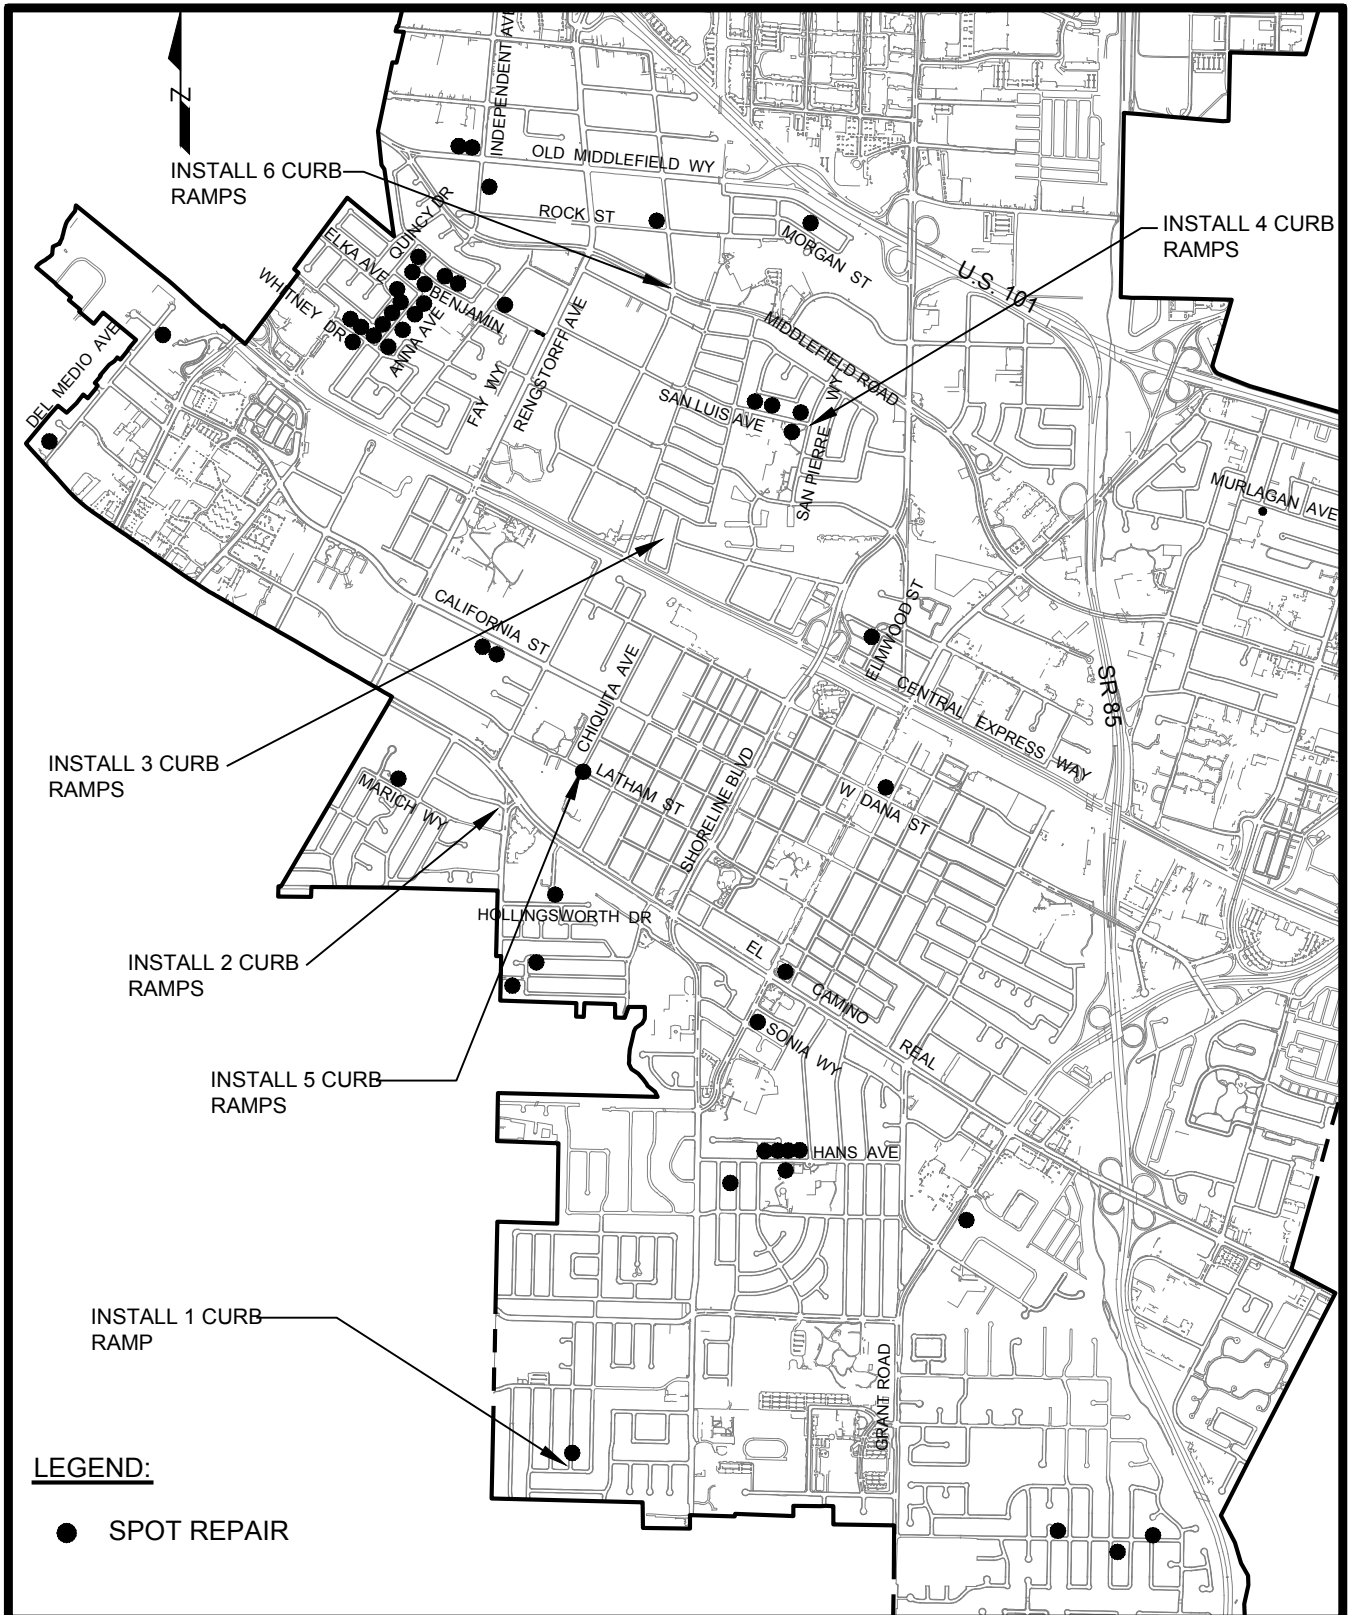 INDEPENDENT AVE
Z
OLD MIDDLEFIELD WY
INSTALL 6 CURB
RAMPS
QUINCY DR
ROCK ST
INSTALL 4 CURB
RAMPS
MORGAN ST
ELKA AVE
U.S. 101
WHITNEY DR
BENJAMIN
ANNA AVE
RENGSTORFF AVE
FAY WY
MIDDLEFIELD ROAD
DEL MEDIO AVE
SAN LUIS AVE
SAN PIERRE WY
MURLAGAN AVE
CALIFORNIA ST
ELMWOOD ST
CHIQUITA AVE
CENTRAL EXPRESS WAY
SR 85
INSTALL 3 CURB
RAMPS
MARICH WY
LATHAM ST
SHORELINE BLVD
W DANA ST
HOLLINGSWORTH DR
INSTALL 2 CURB
RAMPS
EL CAMINO REAL
SONIA WY
INSTALL 5 CURB
RAMPS
HANS AVE
INSTALL 1 CURB
RAMP
GRANT ROAD
LEGEND:
SPOT REPAIR